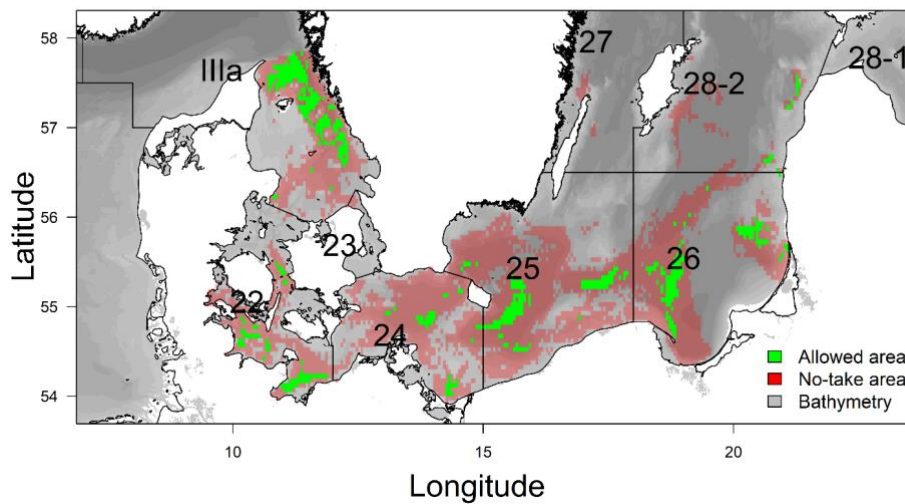 58
57
56
55
54
Latitude
IIIa
27
28-2
28-1
23
22
24
25
26
Allowed area
No-take area
Bathymetry
10
15
20
Longitude